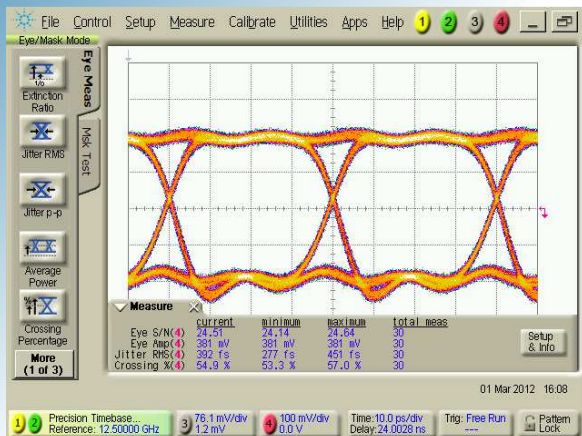 File Control Setup Measure Calibrate Utilities Apps Help 1 2 3 4
Eye/Mask Mode
Eye Meas
Msk Test
Extinction
Ratio
Jitter RMS
Jitter p-p
Average
Power
Crossing
Percentage
More
(1 of 3)
Measure
current minimum maximum total meas
Eye S/N(4) 24.51 24.14 24.64 30
Eye Amp(4) 381 mV 381 mV 381 mV 30
Jitter RMS(4) 392 fs 277 fs 451 fs 30
Crossing %(4) 54.9 % 53.3 % 57.0 % 30
Setup
& Info
01 Mar 2012 16:08
1 2 Precision Timebase...
Reference: 12.50000 GHz
3 76.1 mV/div
1.2 mV
4 100 mV/div
0.0 V
Time:10.0 ps/div
Delay:24.0028 ns
Trig: Free Run
---
Pattern
Lock